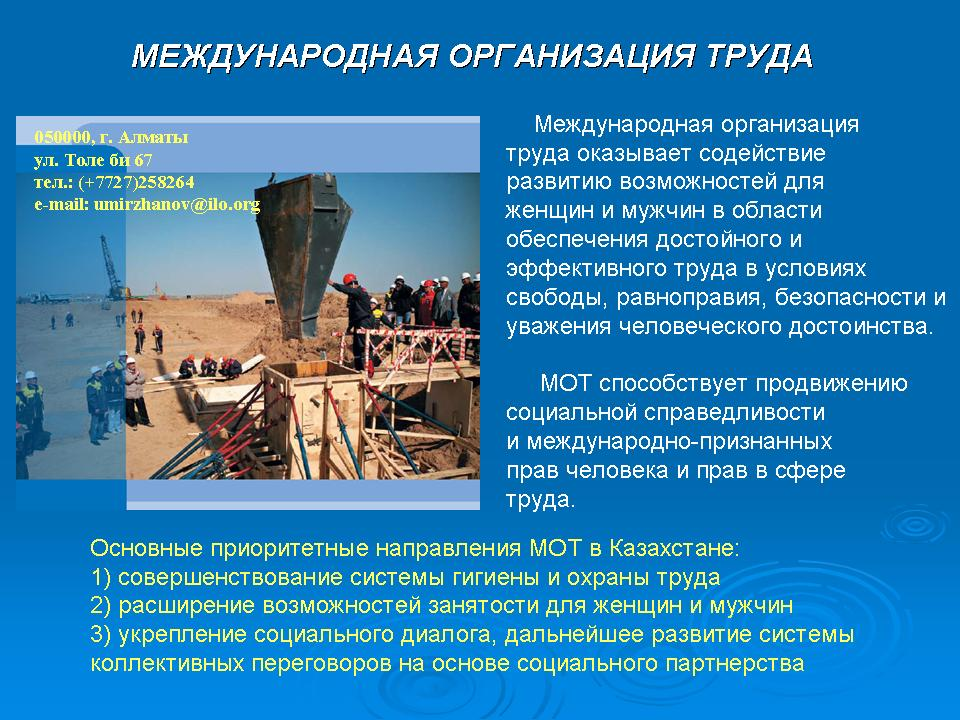 МЕЖДУНАРОДНАЯ ОРГАНИЗАЦИЯ ТРУДА
050000, г. Алматы
ул. Толе би 67
тел.: (+7727)258264
e-mail: umirzhanov@ilo.org
Международная организация
труда оказывает содействие
развитию возможностей для
женщин и мужчин в области
обеспечения достойного и
эффективного труда в условиях
свободы, равноправия, безопасности и
уважения человеческого достоинства.
МОТ способствует продвижению
социальной справедливости
и международно-признанных
прав человека и прав в сфере
труда.
Основные приоритетные направления МОТ в Казахстане:
1) совершенствование системы гигиены и охраны труда
2) расширение возможностей занятости для женщин и мужчин
3) укрепление социального диалога, дальнейшее развитие системы
коллективных переговоров на основе социального партнерства